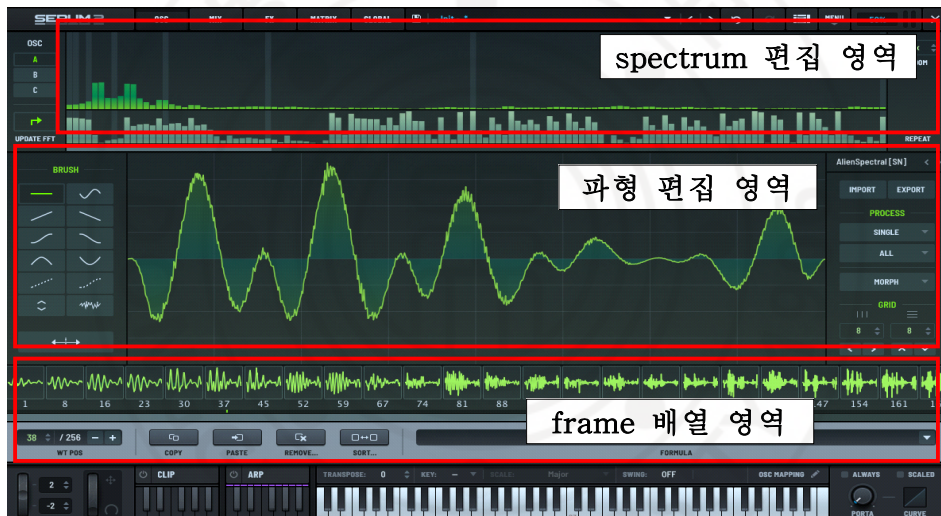 SERUM 2 OSC MIX FX MATRIX GLOBAL Init MENU
OSC
A
B
C
UPDATE FFT
spectrum 편집 영역
REPEAT
BRUSH
파형 편집 영역
AlienSpectral [SN] <
IMPORT EXPORT
PROCESS
SINGLE
ALL
MORPH
GRID
8 8
frame 배열 영역
1 8 16 23 30 37 45 52 59 67 74 81 88 154 161
38 / 256 - +
WT POS
COPY PASTE REMOVE... SORT...
FORMULA
2
-2
CLIP
ARP
TRANSPOSE: 0 KEY: - SCALE: Major SWING: OFF OSC MAPPING
ALWAYS SCALED
PORTA CURVE